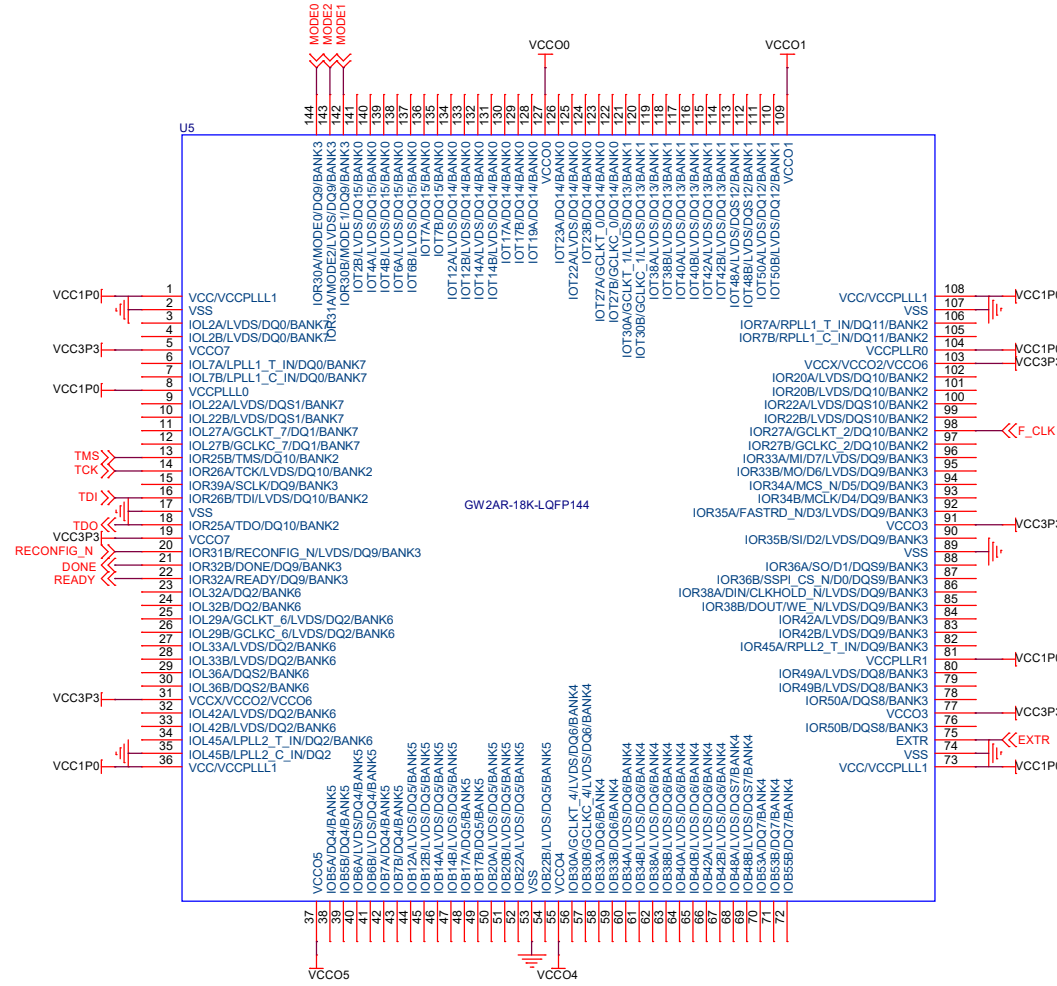 MODE0
MODE2
MODE1
VCCO0
VCCO1
144
143
142
141
140
139
138
137
136
135
134
133
132
131
130
129
128
127
126
125
124
123
122
121
120
119
118
117
116
115
114
113
112
111
110
109
U5
IOR30A/MODE0/DQ9/BANK3
IOR31A/MODE2/LVDS/DQ9/BANK3
IOR30B/MODE1/DQ9/BANK3
IOT2B/LVDS/DQ15/BANK0
IOT4A/LVDS/DQ15/BANK0
IOT4B/LVDS/DQ15/BANK0
IOT6A/LVDS/DQ15/BANK0
IOT6B/LVDS/DQ15/BANK0
IOT7A/DQ15/BANK0
IOT7B/DQ15/BANK0
IOT12A/LVDS/DQ14/BANK0
IOT12B/LVDS/DQ14/BANK0
IOT14A/LVDS/DQ14/BANK0
IOT14B/LVDS/DQ14/BANK0
IOT17A/DQ14/BANK0
IOT17B/DQ14/BANK0
IOT19A/DQ14/BANK0
VCCO0
IOT23A/DQ14/BANK0
IOT22A/LVDS/DQ14/BANK0
IOT23B/DQ14/BANK0
IOT27A/GCLKT_0/DQ14/BANK0
IOT27B/GCLKC_0/DQ14/BANK0
IOT30A/GCLKT_1/LVDS/DQ13/BANK1
IOT30B/GCLKC_1/LVDS/DQ13/BANK1
IOT38A/LVDS/DQ13/BANK1
IOT38B/LVDS/DQ13/BANK1
IOT40A/LVDS/DQ13/BANK1
IOT40B/LVDS/DQ13/BANK1
IOT42A/LVDS/DQ13/BANK1
IOT42B/LVDS/DQ13/BANK1
IOT48A/LVDS/DQS12/BANK1
IOT48B/LVDS/DQS12/BANK1
IOT50A/LVDS/DQ12/BANK1
IOT50B/LVDS/DQ12/BANK1
VCCO1
VCC1P0 1 VCC/VCCPLLL1
2 VSS
3 IOL2A/LVDS/DQ0/BANK7
4 IOL2B/LVDS/DQ0/BANK7
VCC3P3 5 VCCO7
6 IOL7A/LPLL1_T_IN/DQ0/BANK7
7 IOL7B/LPLL1_C_IN/DQ0/BANK7
VCC1P0 8 VCCPLLL0
9 IOL22A/LVDS/DQS1/BANK7
10 IOL22B/LVDS/DQS1/BANK7
11 IOL27A/GCLKT_7/DQ1/BANK7
12 IOL27B/GCLKC_7/DQ1/BANK7
TMS 13 IOR25B/TMS/DQ10/BANK2
TCK 14 IOR26A/TCK/LVDS/DQ10/BANK2
15 IOR39A/SCLK/DQ9/BANK3
TDI 16 IOR26B/TDI/LVDS/DQ10/BANK2
17 VSS
TDO 18 IOR25A/TDO/DQ10/BANK2
VCC3P3 19 VCCO7
RECONFIG_N 20 IOR31B/RECONFIG_N/LVDS/DQ9/BANK3
DONE 21 IOR32B/DONE/DQ9/BANK3
READY 22 IOR32A/READY/DQ9/BANK3
23 IOL32A/DQ2/BANK6
24 IOL32B/DQ2/BANK6
25 IOL29A/GCLKT_6/LVDS/DQ2/BANK6
26 IOL29B/GCLKC_6/LVDS/DQ2/BANK6
27 IOL33A/LVDS/DQ2/BANK6
28 IOL33B/LVDS/DQ2/BANK6
29 IOL36A/DQS2/BANK6
30 IOL36B/DQS2/BANK6
VCC3P3 31 VCCX/VCCO2/VCCO6
32 IOL42A/LVDS/DQ2/BANK6
33 IOL42B/LVDS/DQ2/BANK6
34 IOL45A/LPLL2_T_IN/DQ2/BANK6
35 IOL45B/LPLL2_C_IN/DQ2
VCC1P0 36 VCC/VCCPLLL1
GW2AR-18K-LQFP144
VCC/VCCPLLL1 108 VCC1P0
VSS 107
IOR7A/RPLL1_T_IN/DQ11/BANK2 106
IOR7B/RPLL1_C_IN/DQ11/BANK2 105
VCCPLLR0 104 VCC1P0
VCCX/VCCO2/VCCO6 103 VCC3P3
IOR20A/LVDS/DQ10/BANK2 102
IOR20B/LVDS/DQ10/BANK2 101
IOR22A/LVDS/DQS10/BANK2 100
IOR22B/LVDS/DQS10/BANK2 99
IOR27A/GCLKT_2/DQ10/BANK2 98 F_CLK
IOR27B/GCLKC_2/DQ10/BANK2 97
IOR33A/MI/D7/LVDS/DQ9/BANK3 96
IOR33B/MO/D6/LVDS/DQ9/BANK3 95
IOR34A/MCS_N/D5/DQ9/BANK3 94
IOR34B/MCLK/D4/DQ9/BANK3 93
IOR35A/FASTRD_N/D3/LVDS/DQ9/BANK3 92
VCCO3 91 VCC3P3
IOR35B/SI/D2/LVDS/DQ9/BANK3 90
VSS 89
IOR36A/SO/D1/DQS9/BANK3 88
IOR36B/SSPI_CS_N/D0/DQS9/BANK3 87
IOR38A/DIN/CLKHOLD_N/LVDS/DQ9/BANK3 86
IOR38B/DOUT/WE_N/LVDS/DQ9/BANK3 85
IOR42A/LVDS/DQ9/BANK3 84
IOR42B/LVDS/DQ9/BANK3 83
IOR45A/RPLL2_T_IN/DQ9/BANK3 82
VCCPLLR1 81 VCC1P0
IOR49A/LVDS/DQ8/BANK3 80
IOR49B/LVDS/DQ8/BANK3 79
IOR50A/DQS8/BANK3 78
VCCO3 77 VCC3P3
IOR50B/DQS8/BANK3 76
EXTR 75 EXTR
VSS 74
VCC/VCCPLLL1 73 VCC1P0
VCCO5
IOB5A/DQ4/BANK5
IOB5B/DQ4/BANK5
IOB6A/LVDS/DQ4/BANK5
IOB6B/LVDS/DQ4/BANK5
IOB7A/DQ4/BANK5
IOB7B/DQ4/BANK5
IOB12A/LVDS/DQ5/BANK5
IOB12B/LVDS/DQ5/BANK5
IOB14A/LVDS/DQ5/BANK5
IOB14B/LVDS/DQ5/BANK5
IOB17A/DQ5/BANK5
IOB17B/DQ5/BANK5
IOB20A/LVDS/DQ5/BANK5
IOB20B/LVDS/DQ5/BANK5
IOB22A/LVDS/DQ5/BANK5
VSS
IOB22B/LVDS/DQ5/BANK5
VCCO4
IOB30A/GCLKT_4/LVDS/DQ6/BANK4
IOB30B/GCLKC_4/LVDS/DQ6/BANK4
IOB33A/DQ6/BANK4
IOB33B/DQ6/BANK4
IOB34A/LVDS/DQ6/BANK4
IOB34B/LVDS/DQ6/BANK4
IOB38A/LVDS/DQ6/BANK4
IOB38B/LVDS/DQ6/BANK4
IOB40A/LVDS/DQ6/BANK4
IOB40B/LVDS/DQ6/BANK4
IOB42A/LVDS/DQ6/BANK4
IOB42B/LVDS/DQ6/BANK4
IOB48A/LVDS/DQS7/BANK4
IOB48B/LVDS/DQS7/BANK4
IOB53A/DQ7/BANK4
IOB53B/DQ7/BANK4
IOB55B/DQ7/BANK4
37
38
39
40
41
42
43
44
45
46
47
48
49
50
51
52
53
54
55
56
57
58
59
60
61
62
63
64
65
66
67
68
69
70
71
72
VCCO5
VCCO4